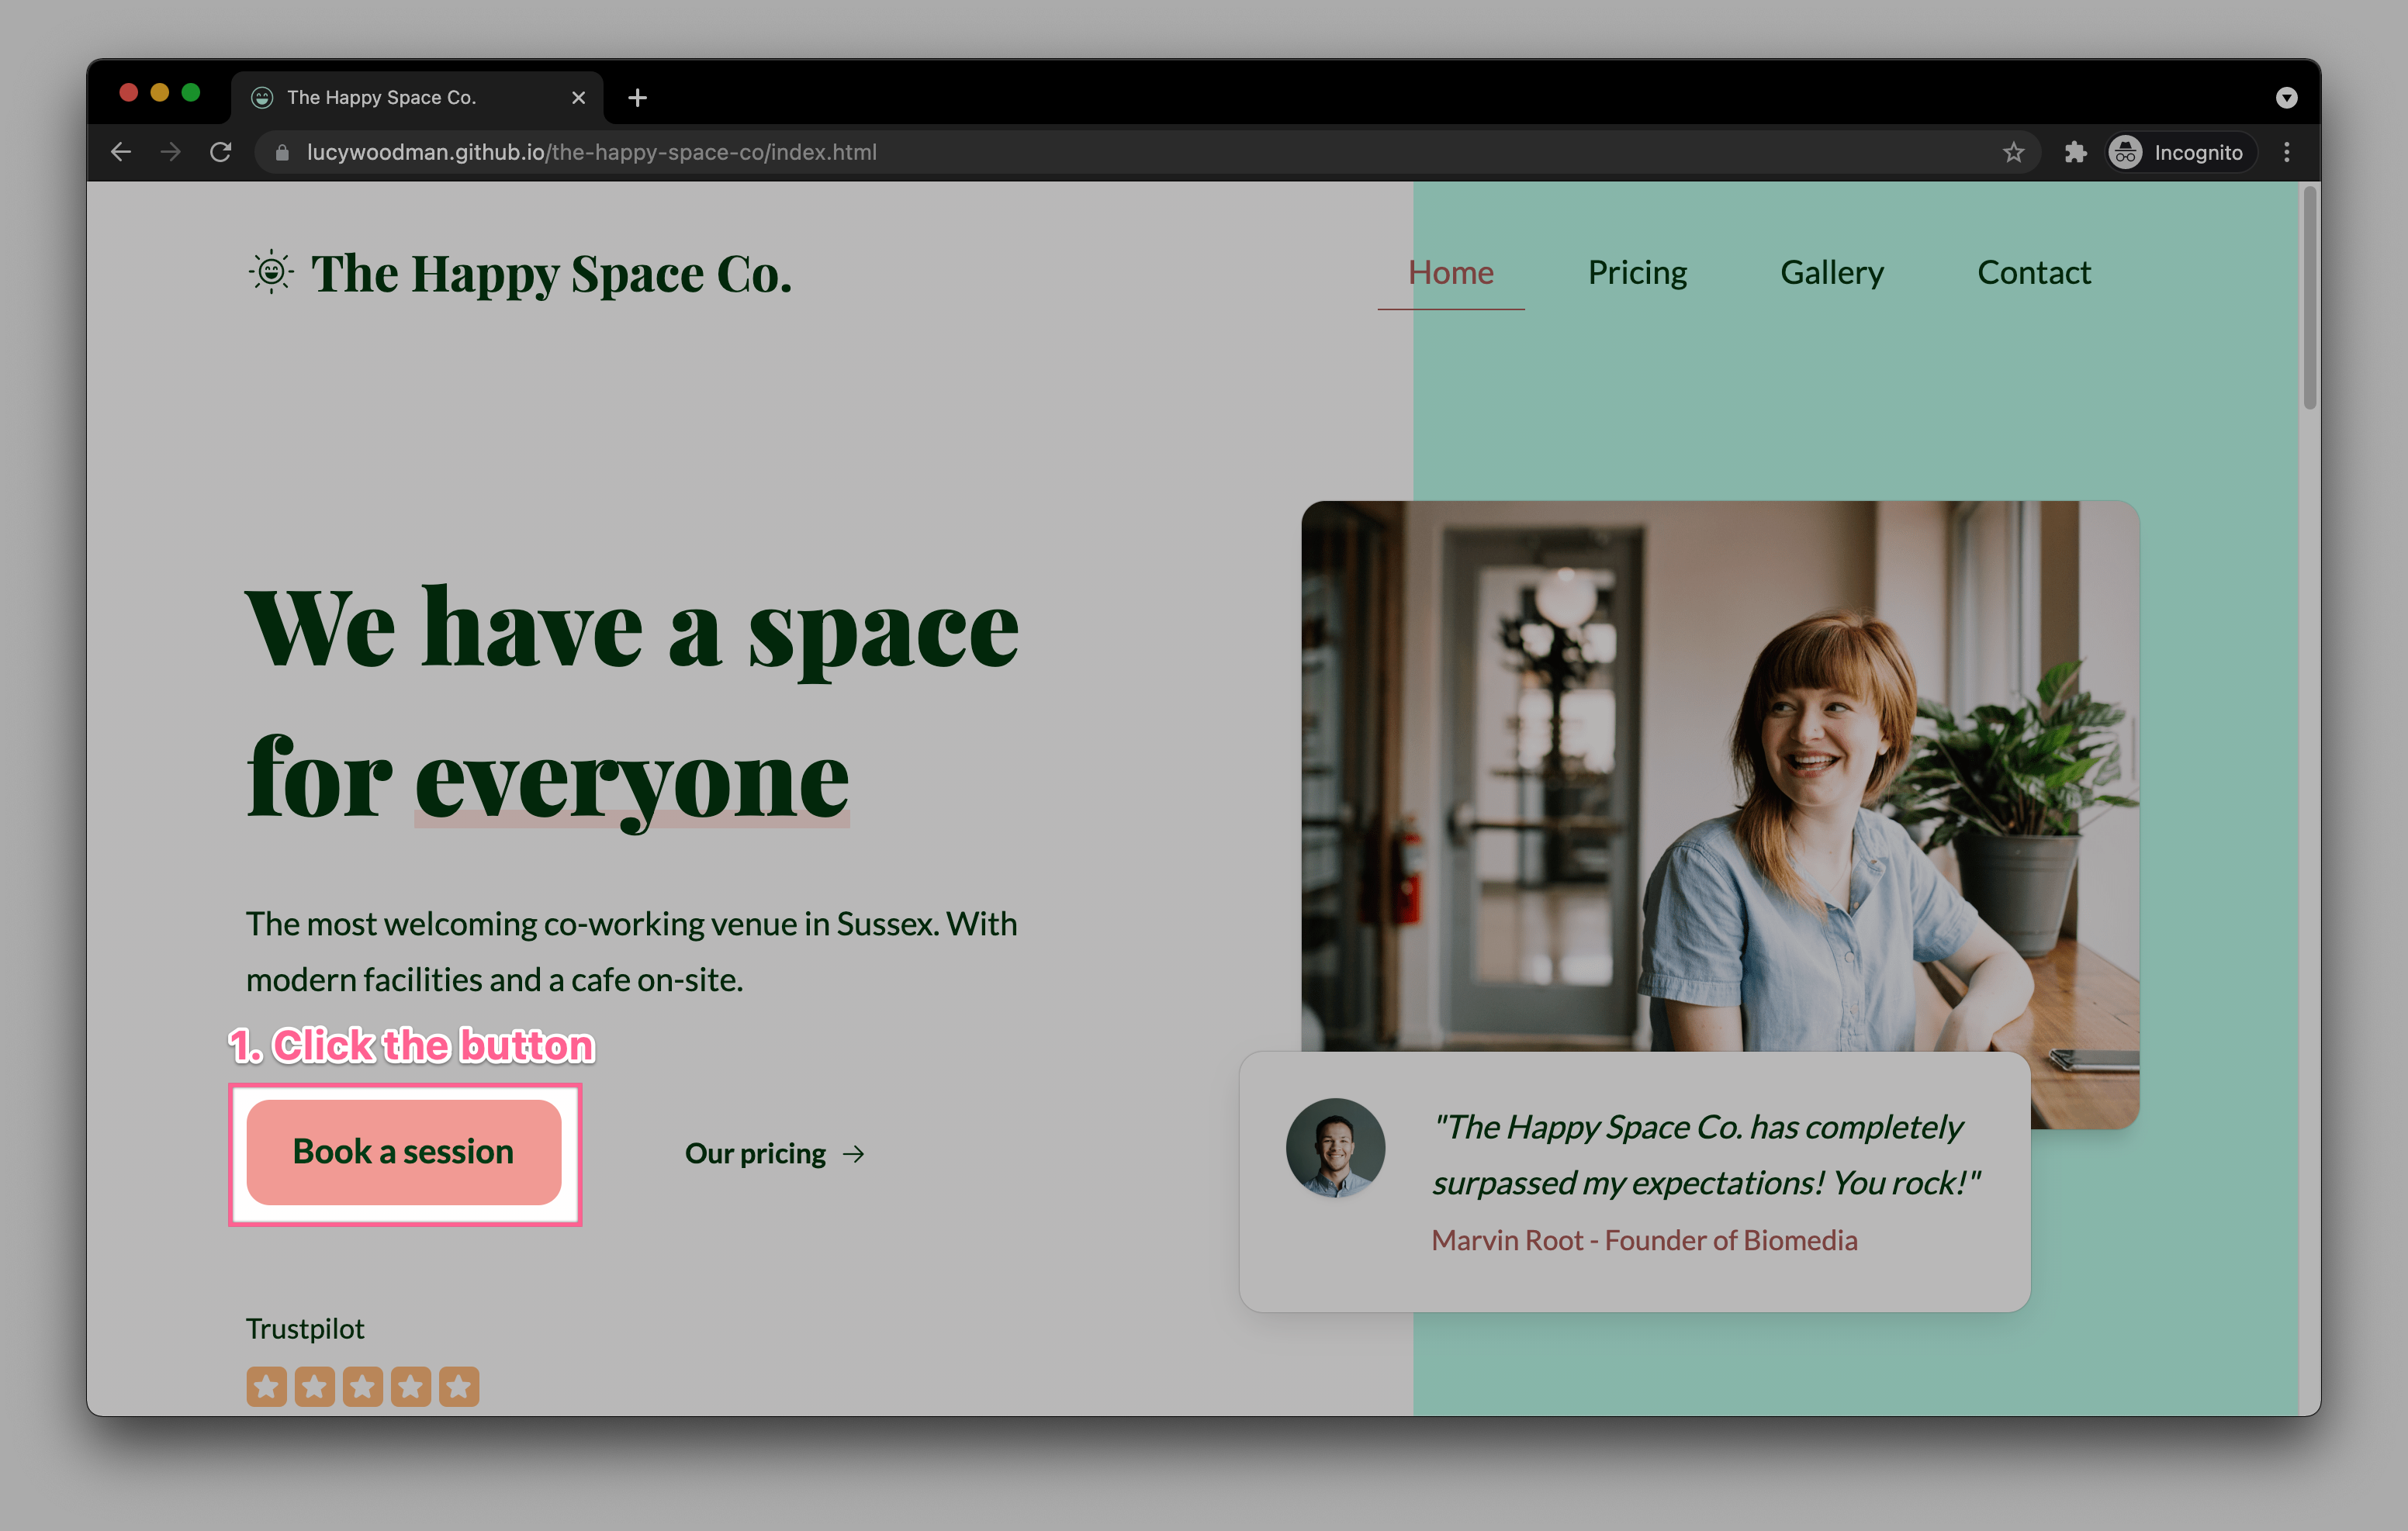 The Happy Space Co.
lucywoodman.github.io/the-happy-space-co/index.html
Incognito
The Happy Space Co.
Home
Pricing
Gallery
Contact
We have a space
for everyone
The most welcoming co-working venue in Sussex. With
modern facilities and a cafe on-site.
1. Click the button
Book a session
Our pricing →
"The Happy Space Co. has completely
surpassed my expectations! You rock!"
Marvin Root - Founder of Biomedia
Trustpilot